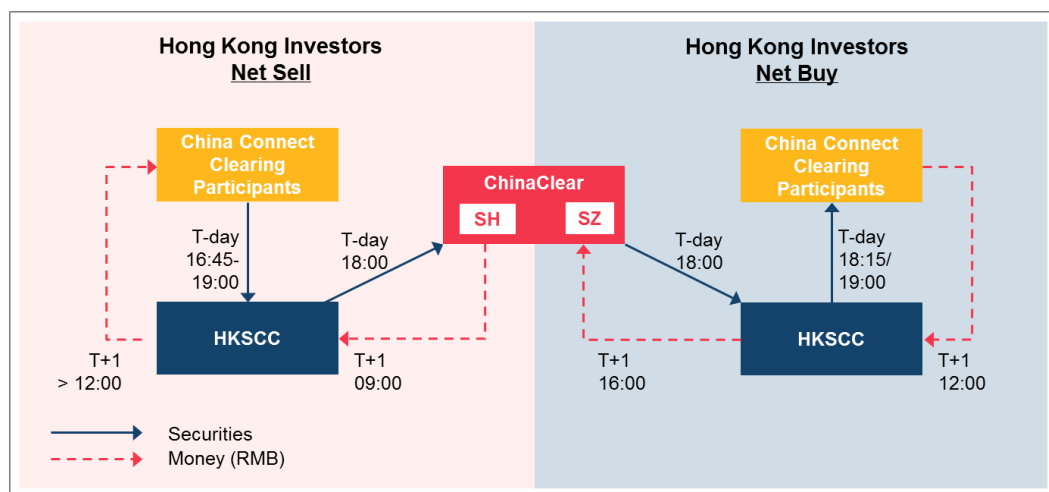 Hong Kong Investors
Net Sell
Hong Kong Investors
Net Buy
China Connect
Clearing
Participants
ChinaClear
SH
SZ
China Connect
Clearing
Participants
T-day
16:45-
19:00
T-day
18:00
T-day
18:00
T-day
18:15/
19:00
HKSCC
HKSCC
T+1
> 12:00
T+1
09:00
T+1
16:00
T+1
12:00
Securities
Money (RMB)